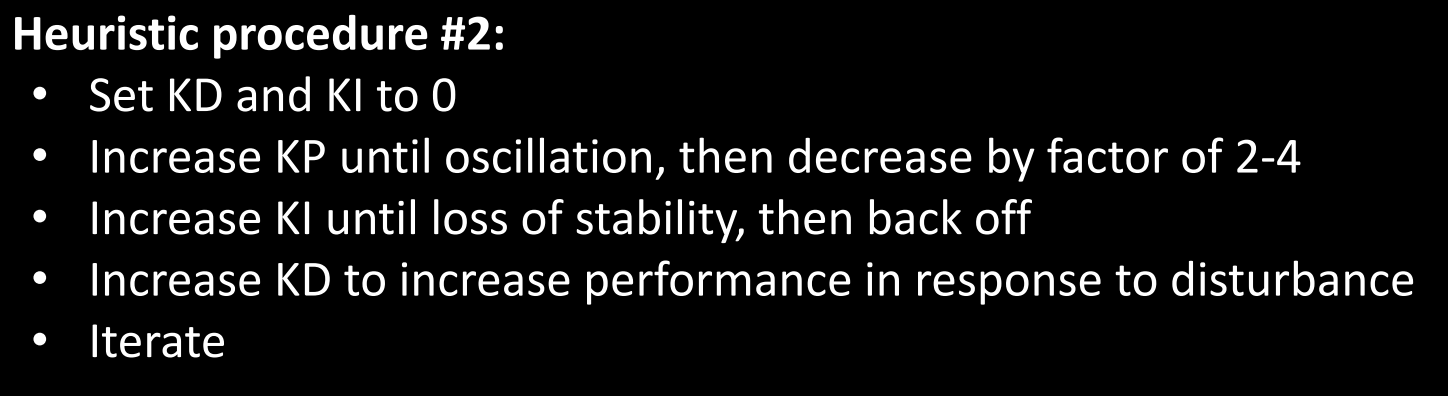 Heuristic procedure #2:
• Set KD and KI to 0
• Increase KP until oscillation, then decrease by factor of 2-4
• Increase KI until loss of stability, then back off
• Increase KD to increase performance in response to disturbance
• Iterate